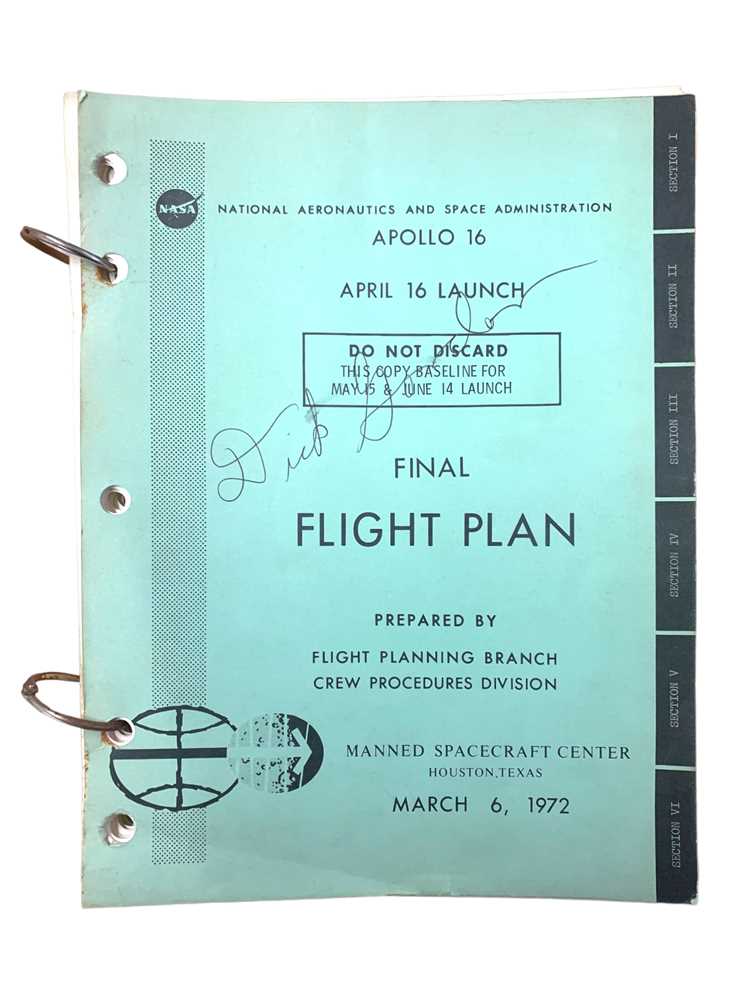 NASA
NATIONAL AERONAUTICS AND SPACE ADMINISTRATION
APOLLO 16
APRIL 16 LAUNCH
DO NOT DISCARD
THIS COPY BASELINE FOR
MAY 15 & JUNE 14 LAUNCH
Dick Gordon
FINAL
FLIGHT PLAN
PREPARED BY
FLIGHT PLANNING BRANCH
CREW PROCEDURES DIVISION
MANNED SPACECRAFT CENTER
HOUSTON, TEXAS
MARCH 6, 1972
SECTION I
SECTION II
SECTION III
SECTION IV
SECTION V
SECTION VI